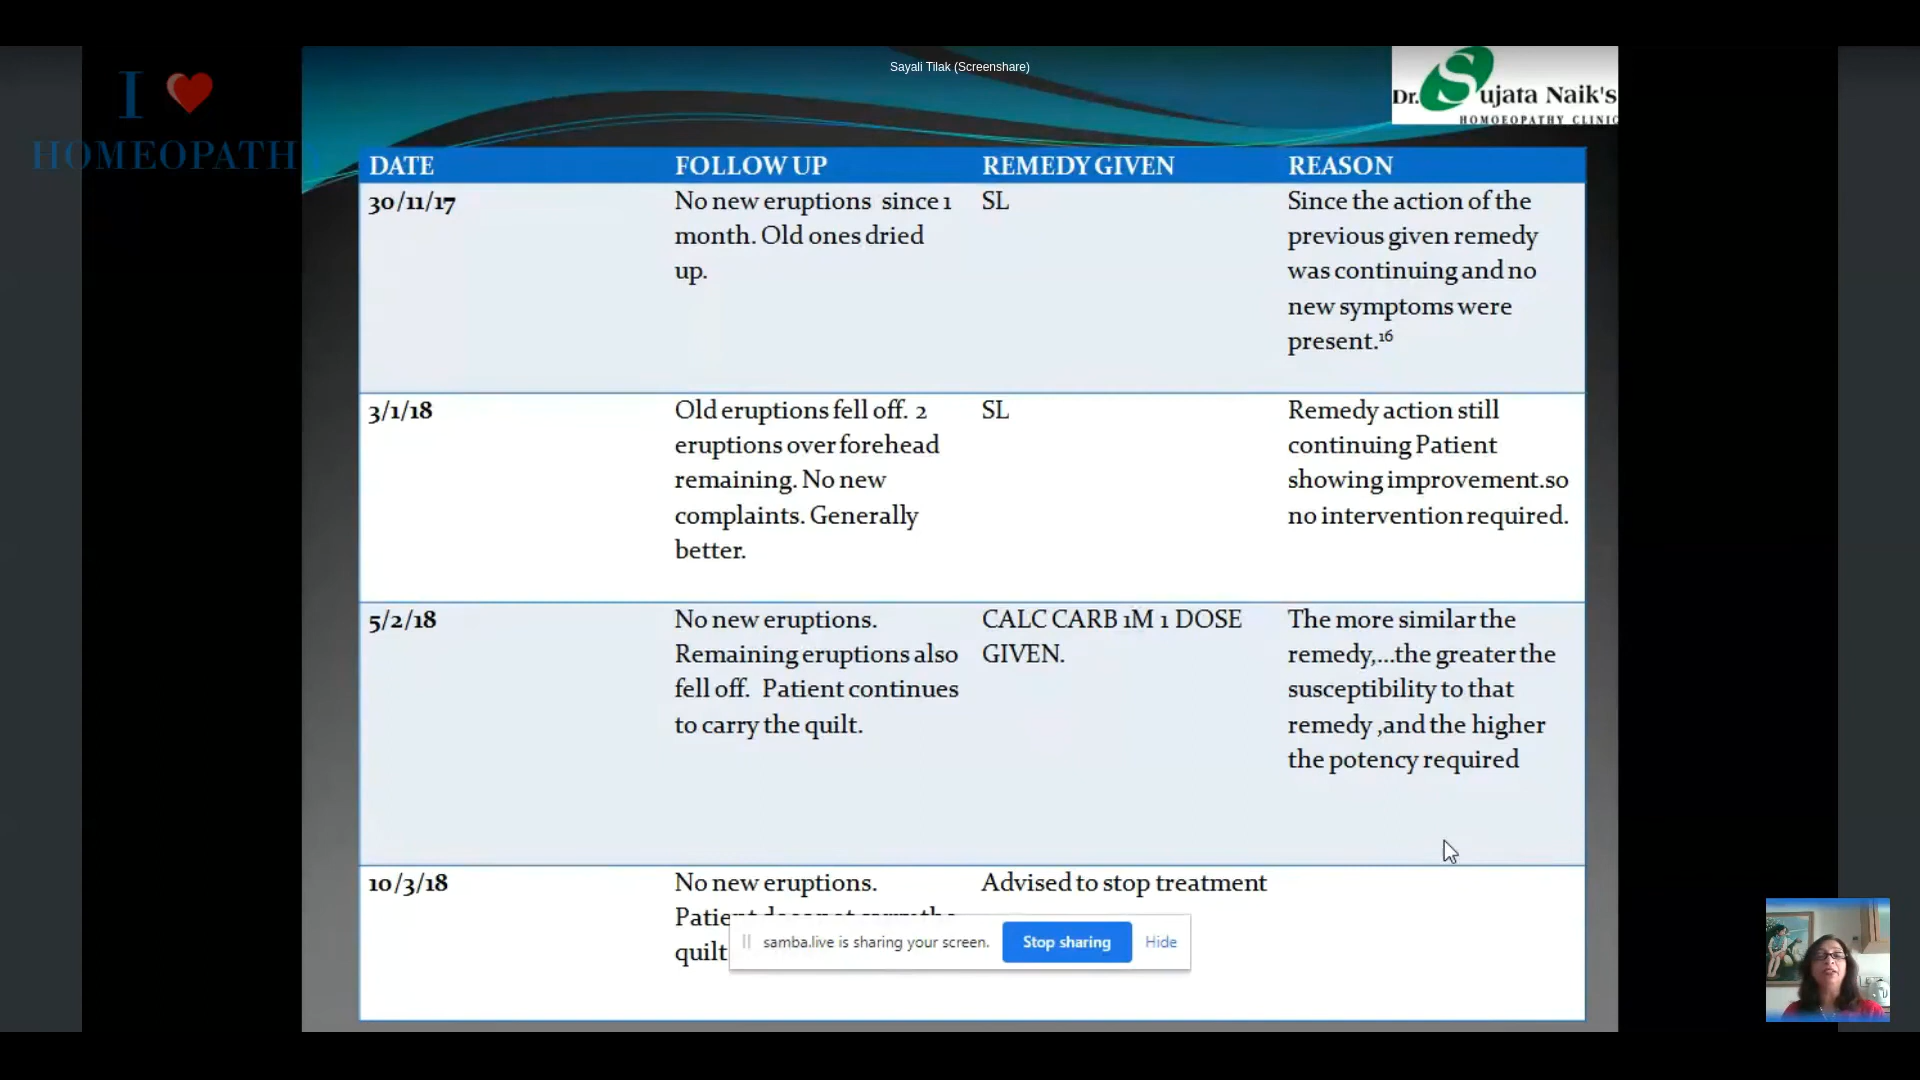 Sayali Tilak (Screenshare)
I
HOMEOPATHY
Dr. Sujata Naik's
HOMOEOPATHY CLINIC
DATE FOLLOW UP REMEDY GIVEN REASON
30/11/17
No new eruptions since 1
month. Old ones dried
up.
SL
Since the action of the
previous given remedy
was continuing and no
new symptoms were
present.16
3/1/18
Old eruptions fell off. 2
eruptions over forehead
remaining. No new
complaints. Generally
better.
SL
Remedy action still
continuing Patient
showing improvement.so
no intervention required.
5/2/18
No new eruptions.
Remaining eruptions also
fell off. Patient continues
to carry the quilt.
CALC CARB 1M 1 DOSE
GIVEN.
The more similar the
remedy,...the greater the
susceptibility to that
remedy ,and the higher
the potency required
10/3/18
No new eruptions.
quilt
Advised to stop treatment
samba.live is sharing your screen. Stop sharing Hide